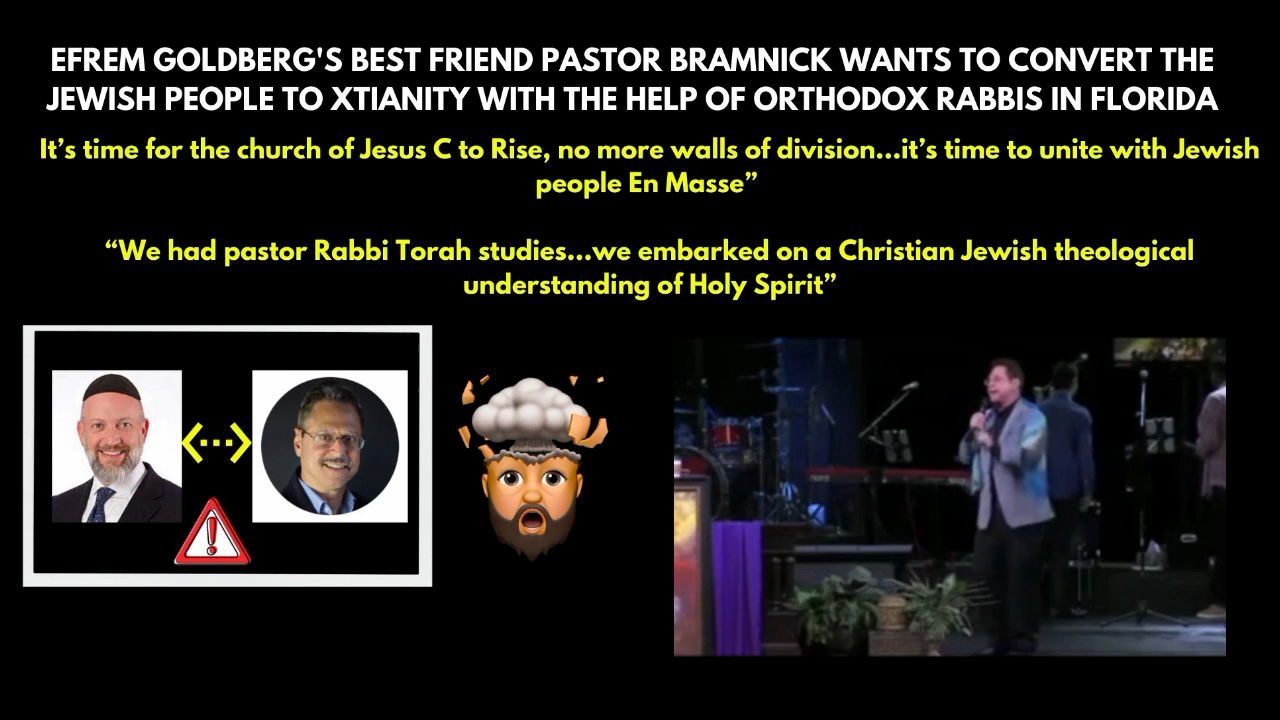 EFREM GOLDBERG'S BEST FRIEND PASTOR BRAMNICK WANTS TO CONVERT THE
JEWISH PEOPLE TO XTIANITY WITH THE HELP OF ORTHODOX RABBIS IN FLORIDA
It’s time for the church of Jesus C to Rise, no more walls of division...it’s time to unite with Jewish
people En Masse”
“We had pastor Rabbi Torah studies...we embarked on a Christian Jewish theological
understanding of Holy Spirit”